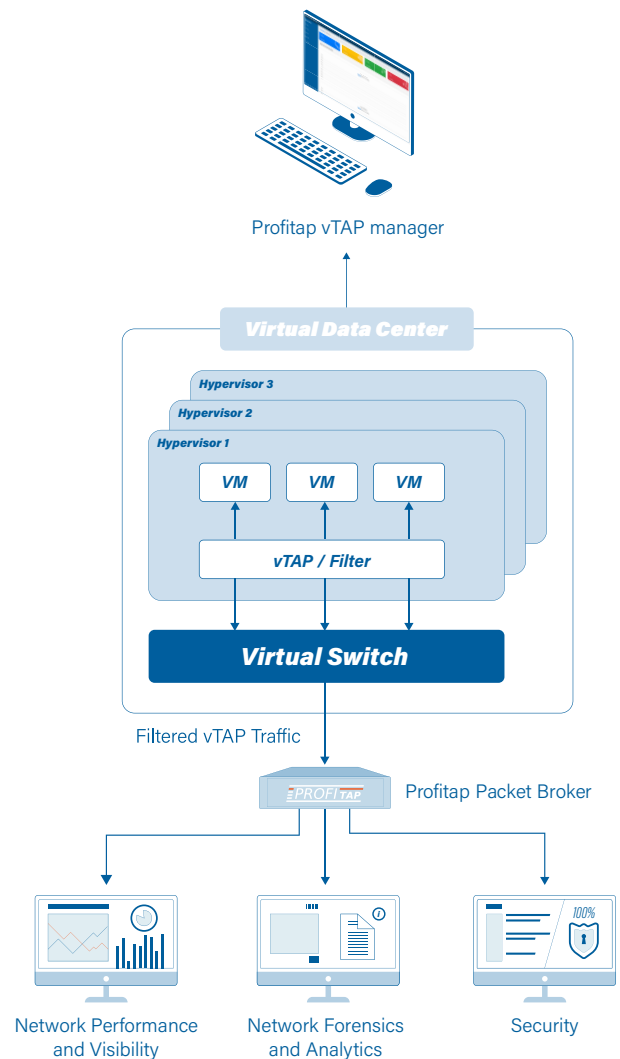 Profitap vTAP manager
Virtual Data Center
Hypervisor 3
Hypervisor 2
Hypervisor 1
VM VM VM
vTAP / Filter
Virtual Switch
Filtered vTAP Traffic
PROFITAP
Profitap Packet Broker
100%
i
Network Performance
and Visibility
Network Forensics
and Analytics
Security